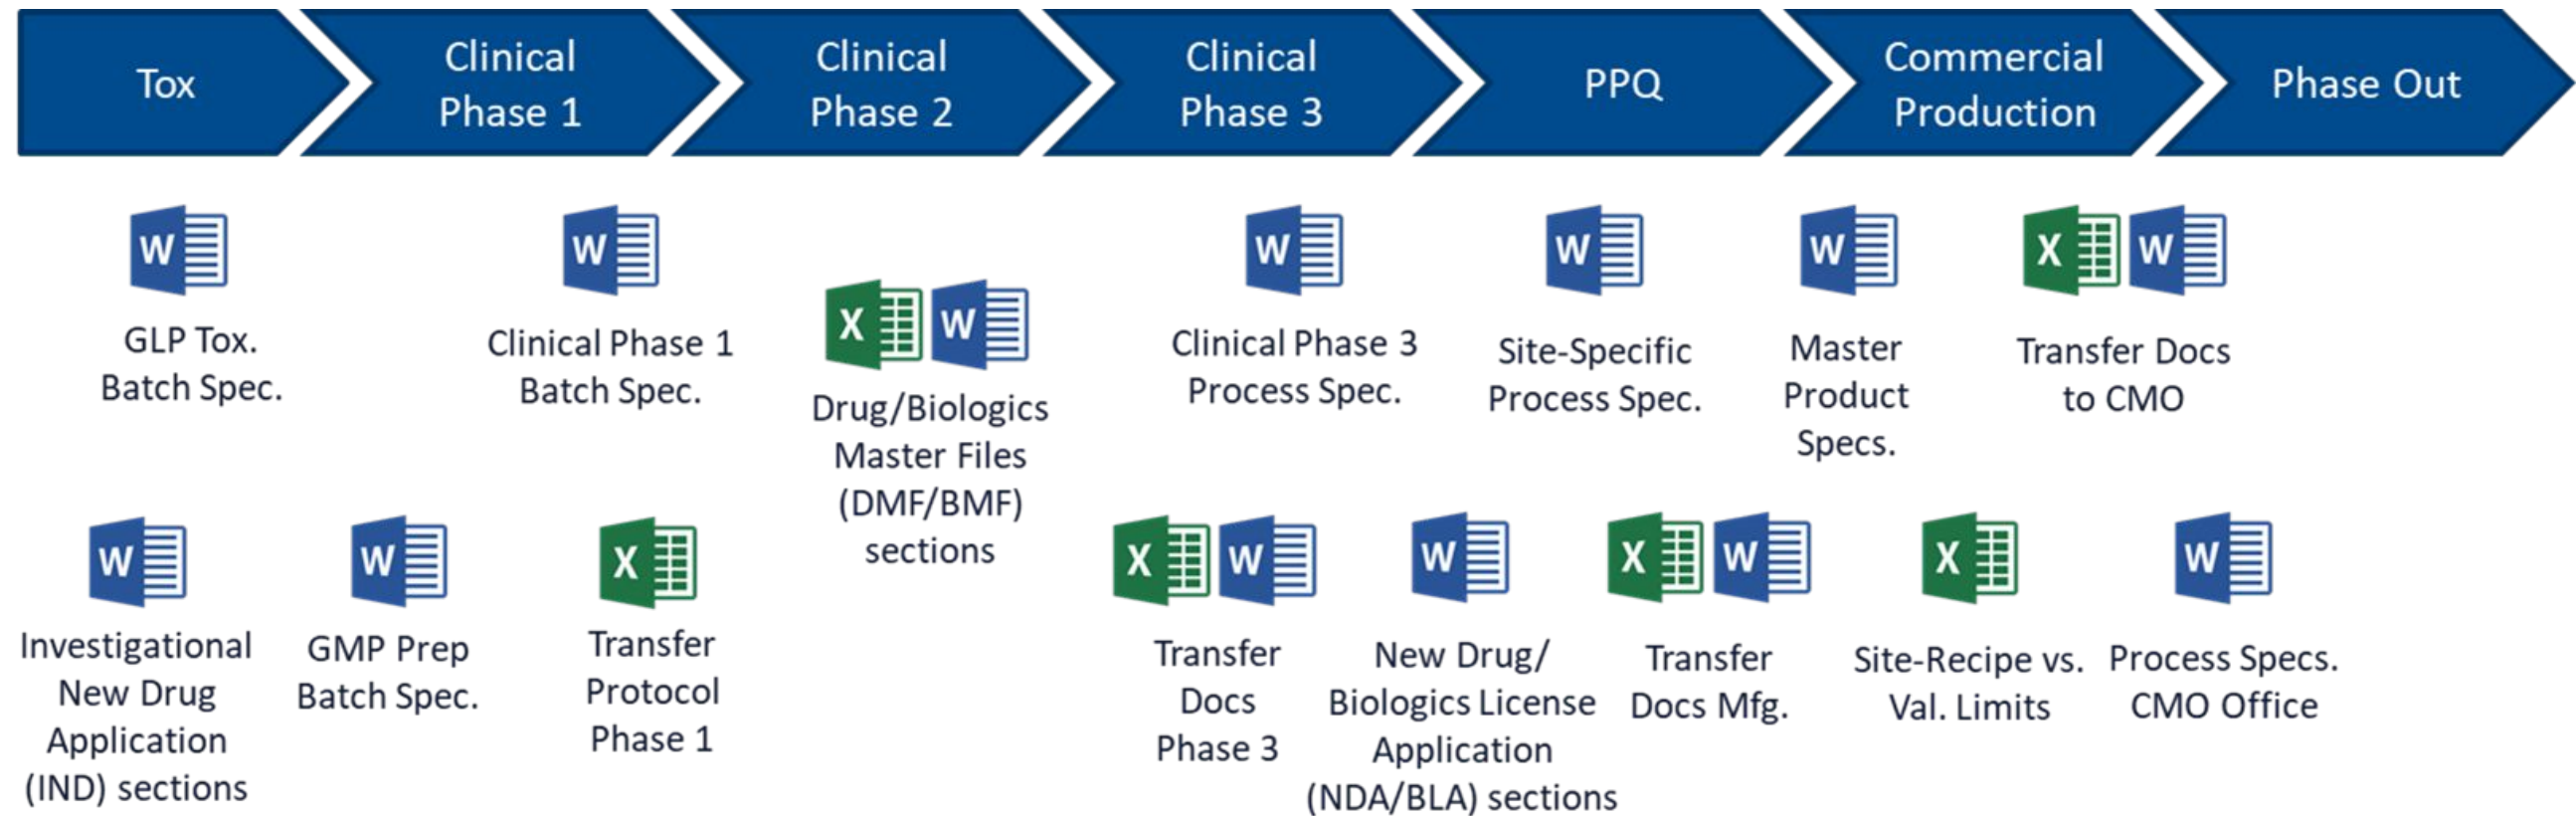 Tox
Clinical
Phase 1
Clinical
Phase 2
Clinical
Phase 3
PPQ
Commercial
Production
Phase Out
W
GLP Tox.
Batch Spec.
W
Clinical Phase 1
Batch Spec.
X W
Drug/Biologics
Master Files
(DMF/BMF)
sections
W
Clinical Phase 3
Process Spec.
W
Site-Specific
Process Spec.
W
Master
Product
Specs.
X W
Transfer Docs
to CMO
W
Investigational
New Drug
Application
(IND) sections
W
GMP Prep
Batch Spec.
X
Transfer
Protocol
Phase 1
X W
Transfer
Docs
Phase 3
W
New Drug/
Biologics License
Application
(NDA/BLA) sections
X W
Transfer
Docs Mfg.
X
Site-Recipe vs.
Val. Limits
W
Process Specs.
CMO Office